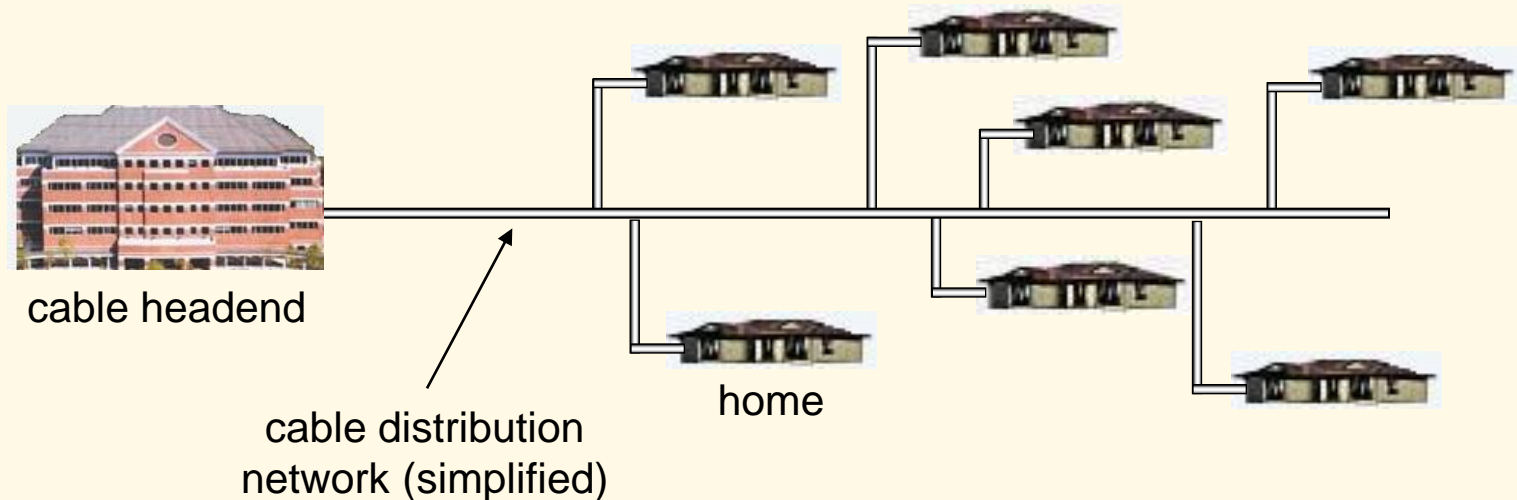 cable headend
home
cable distribution
network (simplified)